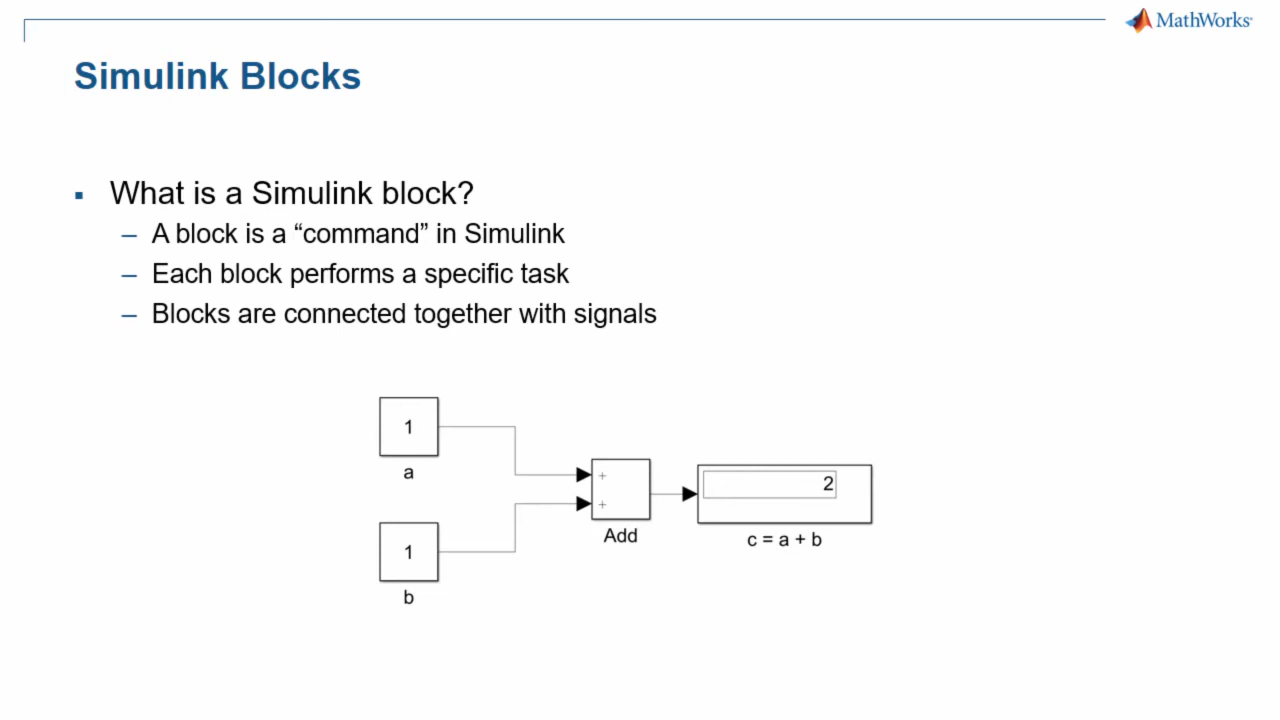 MathWorks
Simulink Blocks
▪ What is a Simulink block?
– A block is a “command” in Simulink
– Each block performs a specific task
– Blocks are connected together with signals
1
a
+
+
Add
2
c = a + b
1
b